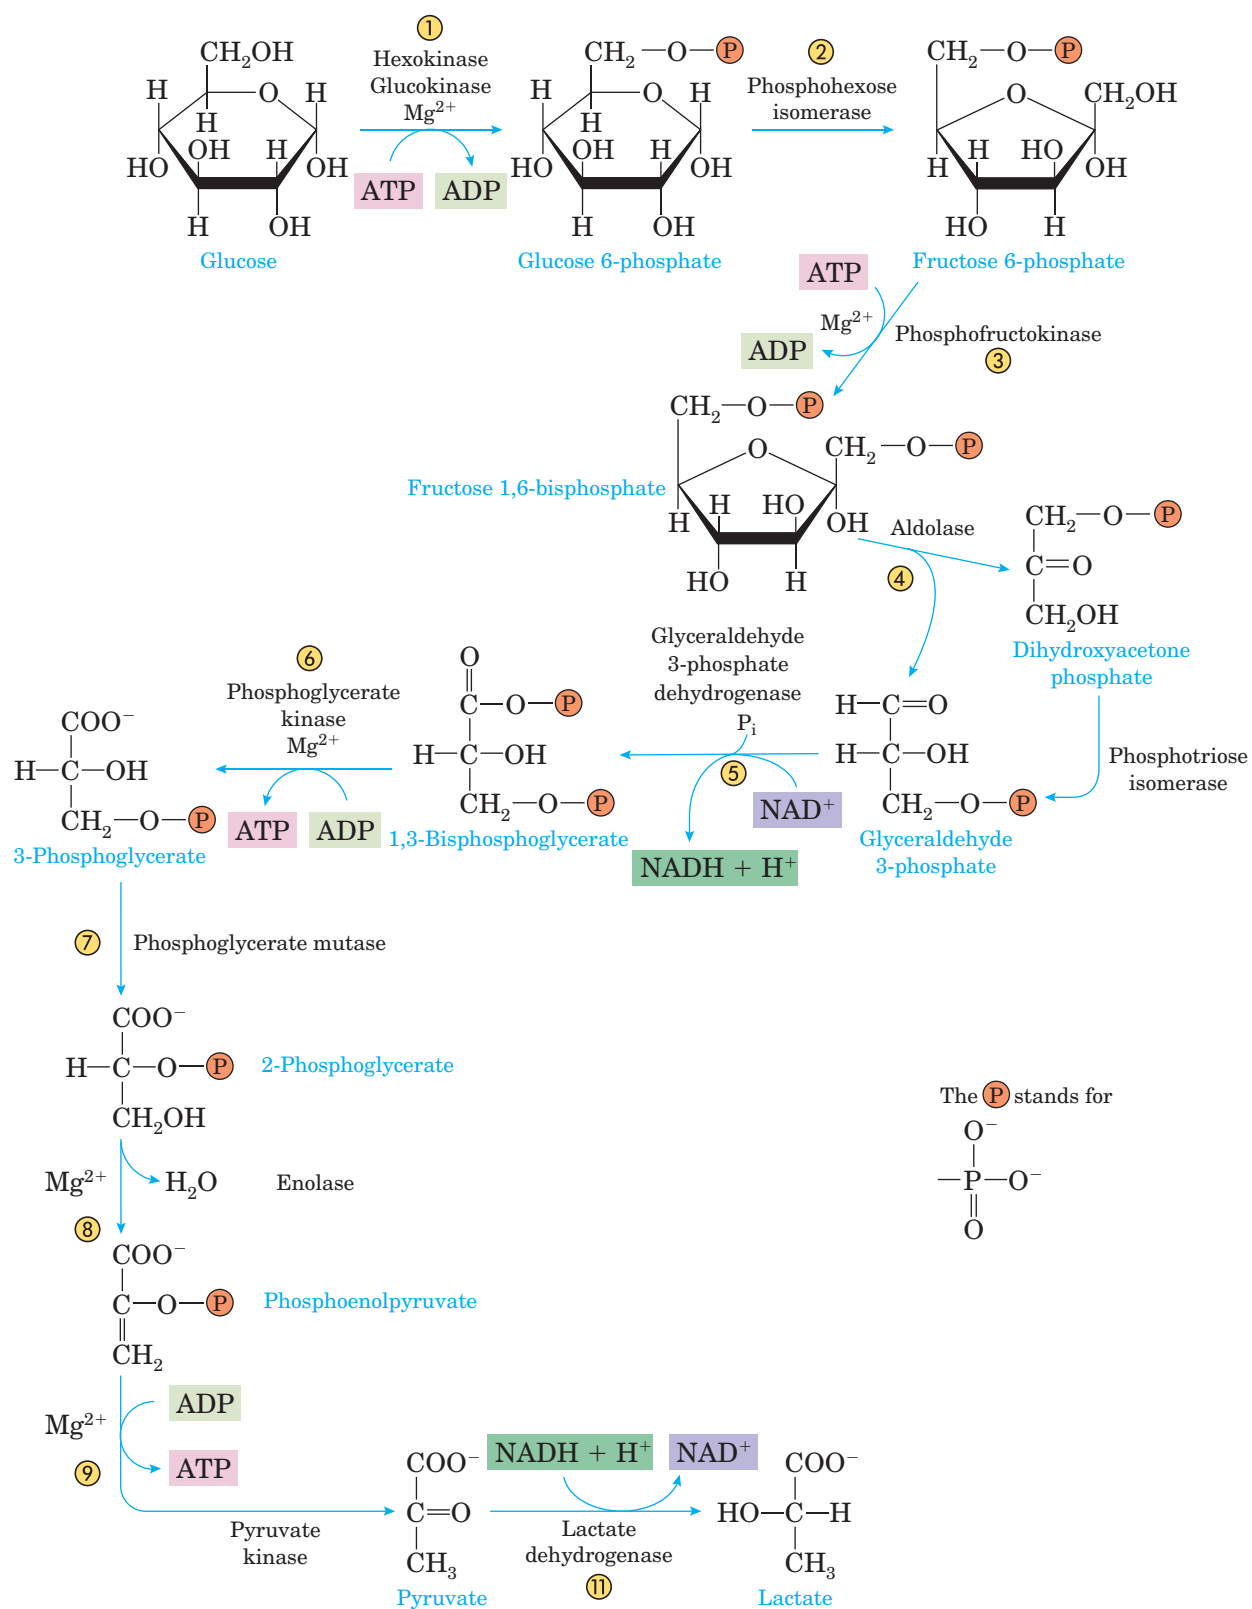 1
Hexokinase
Glucokinase
Mg2+
ATP
ADP
CH2OH
H
O
H
H
OH
H
HO
OH
H
OH
Glucose
CH2—O—P
H
O
H
H
OH
H
HO
OH
H
OH
Glucose 6-phosphate
2
Phosphohexose
isomerase
CH2—O—P
O
CH2OH
H
H
HO
OH
HO
H
Fructose 6-phosphate
ATP
Mg2+
ADP
Phosphofructokinase
3
CH2—O—P
O
CH2—O—P
H
H
HO
OH
HO
H
Fructose 1,6-bisphosphate
Aldolase
4
CH2—O—P
C=O
CH2OH
Dihydroxyacetone
phosphate
Phosphotriose
isomerase
H—C=O
H—C—OH
CH2—O—P
Glyceraldehyde
3-phosphate
Glyceraldehyde
3-phosphate
dehydrogenase
Pi
5
NAD+
NADH + H+
O
C—O—P
H—C—OH
CH2—O—P
1,3-Bisphosphoglycerate
6
Phosphoglycerate
kinase
Mg2+
ATP
ADP
COO−
H—C—OH
CH2—O—P
3-Phosphoglycerate
7
Phosphoglycerate mutase
COO−
H—C—O—P
CH2OH
2-Phosphoglycerate
Mg2+
H2O
Enolase
8
COO−
C—O—P
CH2
Phosphoenolpyruvate
Mg2+
ADP
ATP
9
Pyruvate
kinase
COO−
C=O
CH3
Pyruvate
NADH + H+
NAD+
Lactate
dehydrogenase
11
COO−
HO—C—H
CH3
Lactate
The P stands for
O−
—P—O−
O